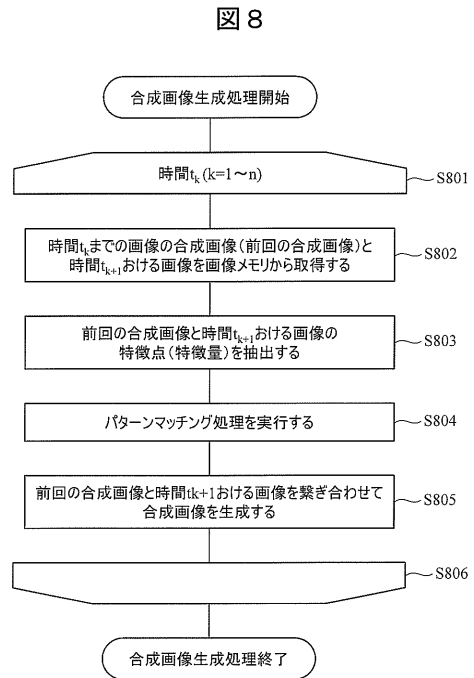 図8
合成画像生成処理開始
時間tk(k=1~n)
S801
時間tkまでの画像の合成画像(前回の合成画像)と
時間tk+1おける画像を画像メモリから取得する
S802
前回の合成画像と時間tk+1おける画像の
特徴点(特徴量)を抽出する
S803
パターンマッチング処理を実行する
S804
前回の合成画像と時間tk+1おける画像を繋ぎ合わせて
合成画像を生成する
S805
S806
合成画像生成処理終了